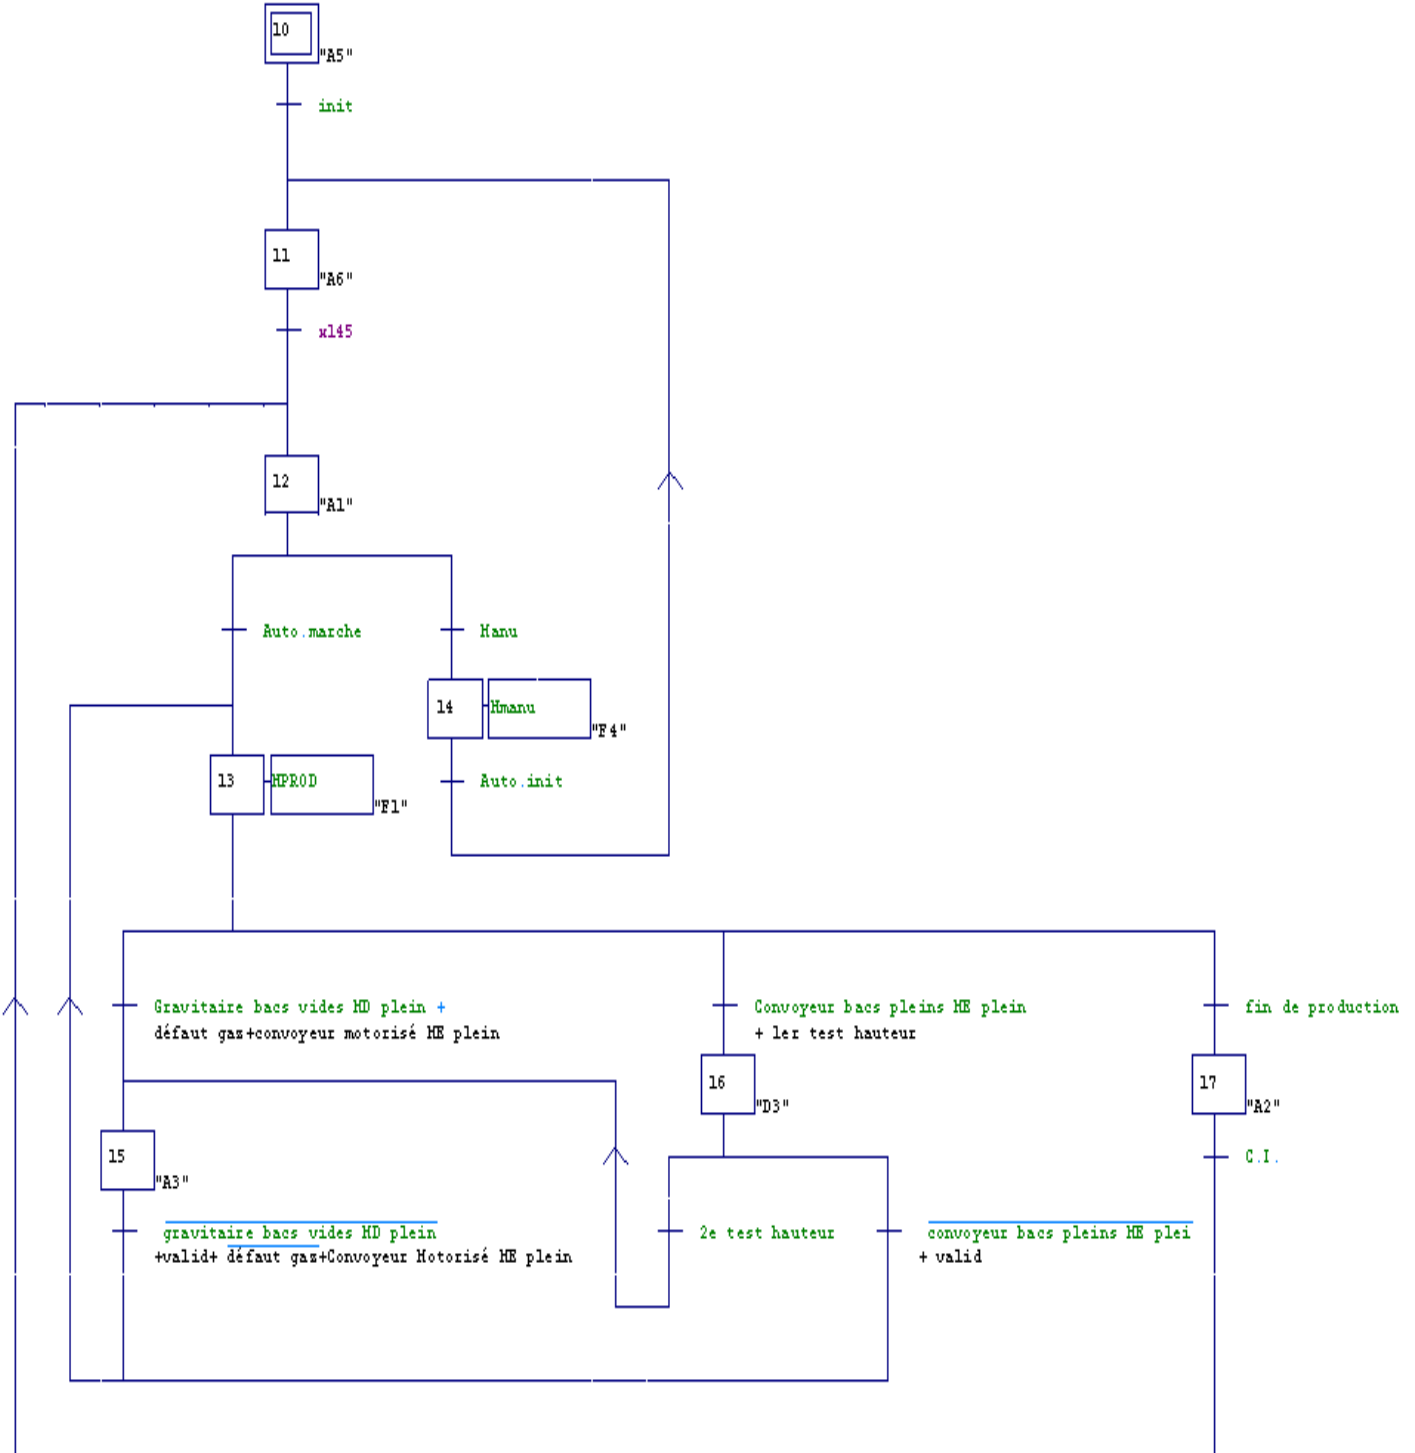 10
"A5"
init
11
"A6"
x145
12
"A1"
Auto.marche
Manu
14
Mmanu
"F4"
13
MPROD
"F1"
Auto.init
Gravitaire bacs vides MD plein +
défaut gaz+convoyeur motorisé ME plein
Convoyeur bacs pleins ME plein
+ 1er test hauteur
fin de production
16
"D3"
17
"A2"
15
"A3"
C.I.
gravitaire bacs vides MD plein
+valid+ défaut gaz+Convoyeur Motorisé ME plein
2e test hauteur
convoyeur bacs pleins ME plei
+ valid